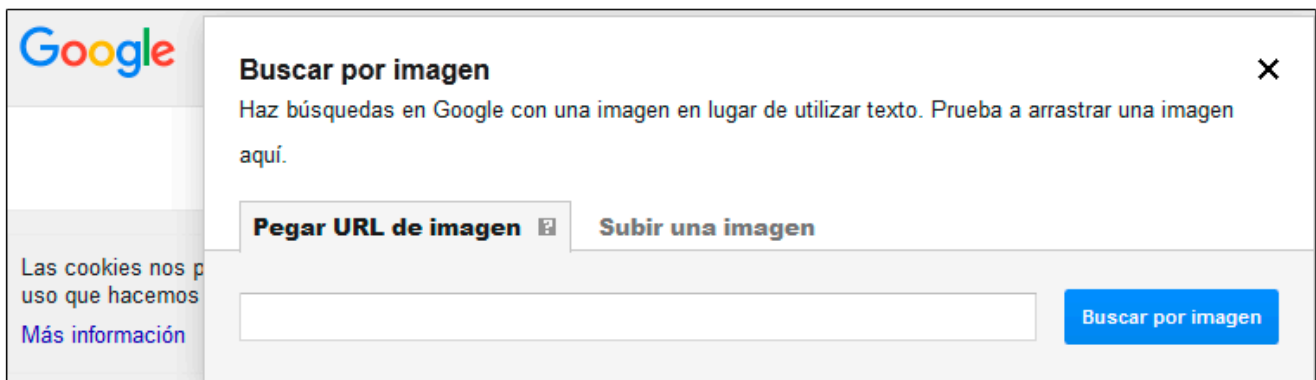 Google
Buscar por imagen
Haz búsquedas en Google con una imagen en lugar de utilizar texto. Prueba a arrastrar una imagen
aquí.
Pegar URL de imagen ?
Subir una imagen
Las cookies nos p
uso que hacemos
Más información
Buscar por imagen